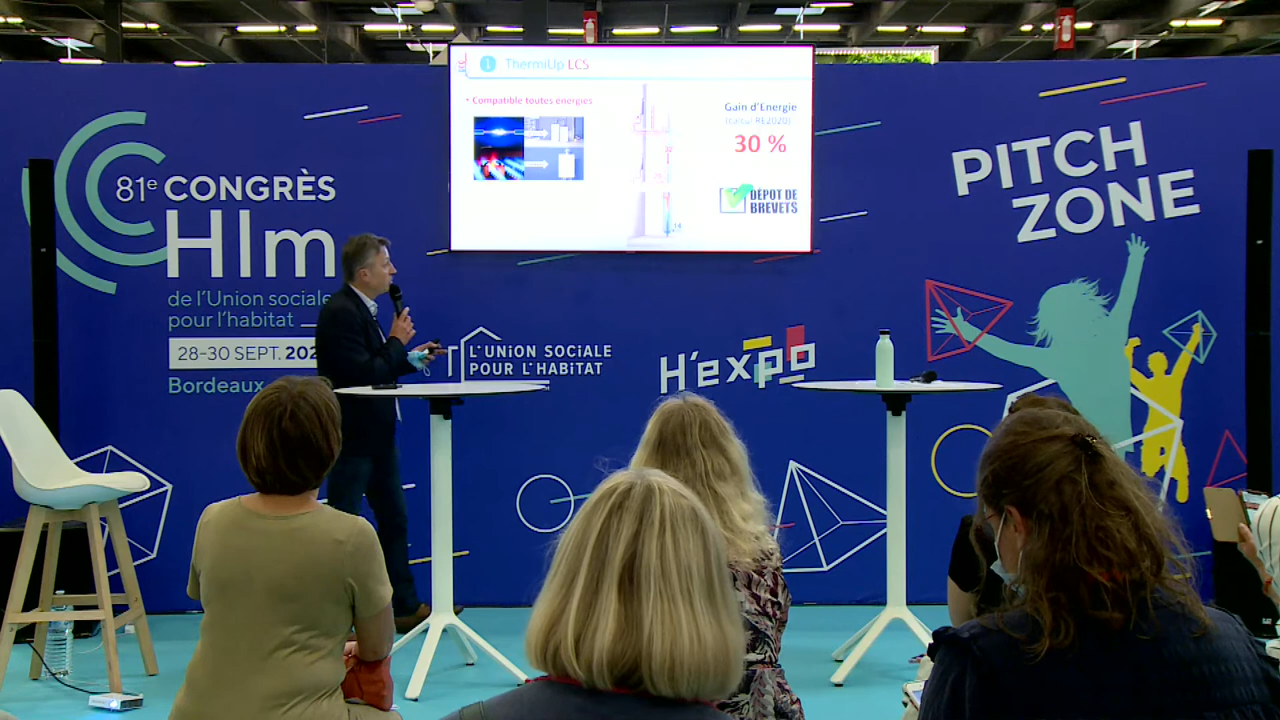 ThermiUp LCS
• Compatible toutes énergies
Gain d'Energie
(calcul RE2020)
30 %
DÉPOT DE
BREVETS
81e CONGRÈS
Hlm
de l'Union sociale
pour l'habitat
28-30 SEPT. 202
Bordeaux
L'UNiON SOCIALE
POUR L'HABiTAT
H'expo
PITCH
ZONE